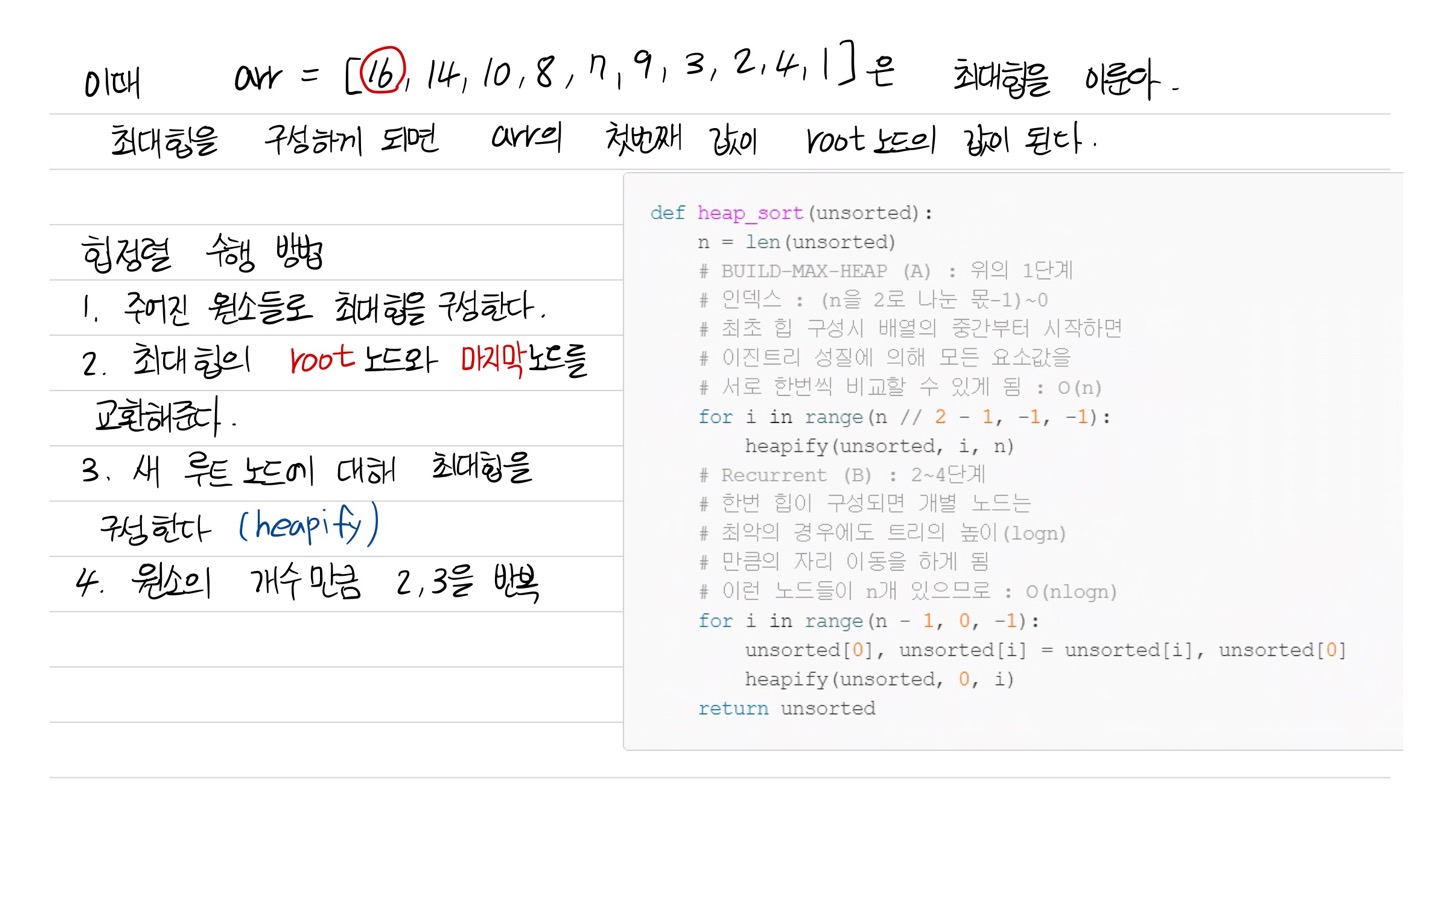 이때 arr = [16, 14, 10, 8, 7, 9, 3, 2, 4, 1]은 최대힙을 이룬다.
최대힙을 구성하게 되면 arr의 첫번째 값이 root노드의 값이 된다.
힙정렬 수행 방법
1. 주어진 원소들로 최대힙을 구성한다.
2. 최대힙의 root노드와 마지막노드를
교환해준다.
3. 새 루트노드에 대해 최대힙을
구성한다 (heapify)
4. 원소의 개수만큼 2,3을 반복
def heap_sort(unsorted):
    n = len(unsorted)
    # BUILD-MAX-HEAP (A) : 위의 1단계
    # 인덱스 : (n을 2로 나눈 몫-1)~0
    # 최초 힙 구성시 배열의 중간부터 시작하면
    # 이진트리 성질에 의해 모든 요소값을
    # 서로 한번씩 비교할 수 있게 됨 : O(n)
    for i in range(n // 2 - 1, -1, -1):
        heapify(unsorted, i, n)
    # Recurrent (B) : 2~4단계
    # 한번 힙이 구성되면 개별 노드는
    # 최악의 경우에도 트리의 높이(logn)
    # 만큼의 자리 이동을 하게 됨
    # 이런 노드들이 n개 있으므로 : O(nlogn)
    for i in range(n - 1, 0, -1):
        unsorted[0], unsorted[i] = unsorted[i], unsorted[0]
        heapify(unsorted, 0, i)
    return unsorted